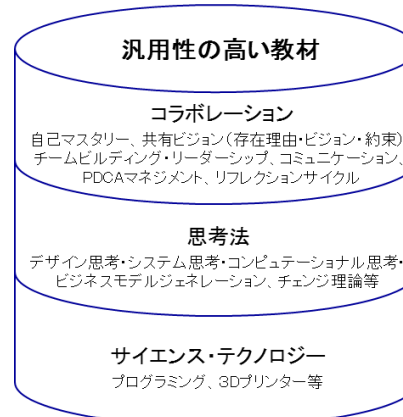 汎用性の高い教材
コラボレーション
自己マスタリー、共有ビジョン(存在理由・ビジョン・約束)
チームビルディング・リーダーシップ、コミュニケーション、
PDCAマネジメント、リフレクションサイクル
思考法
デザイン思考・システム思考・コンピュテーショナル思考・
ビジネスモデルジェネレーション、チェンジ理論等
サイエンス・テクノロジー
プログラミング、3Dプリンター等